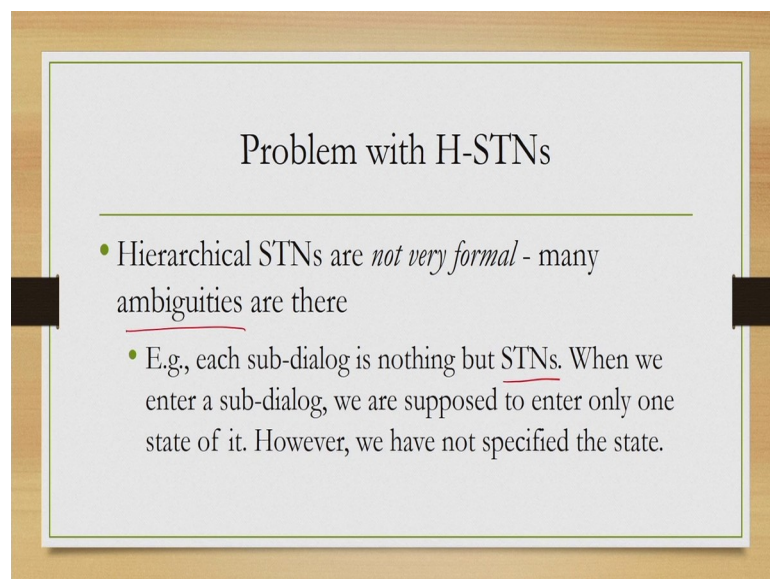 Problem with H-STNs
• Hierarchical STNs are not very formal - many
ambiguities are there
• E.g., each sub-dialog is nothing but STNs. When we
enter a sub-dialog, we are supposed to enter only one
state of it. However, we have not specified the state.